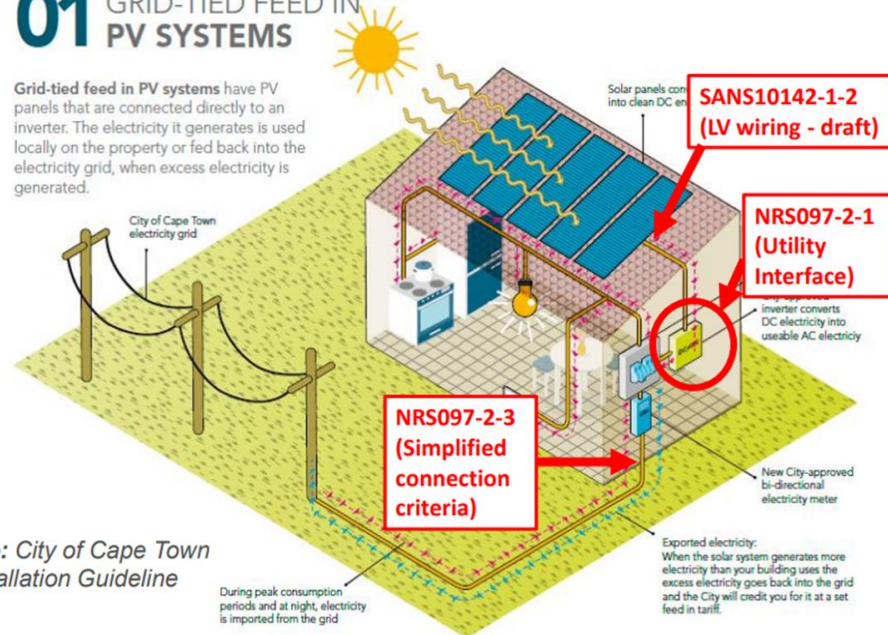 01 GRID-TIED FEED IN
PV SYSTEMS
Grid-tied feed in PV systems have PV
panels that are connected directly to an
inverter. The electricity it generates is used
locally on the property or fed back into the
electricity grid, when excess electricity is
generated.
City of Cape Town
electricity grid
Solar panels
into clean DC
SANS10142-1-2
(LV wiring - draft)
NRS097-2-1
(Utility
Interface)
inverter converts
DC electricity into
useable AC electriciy
NRS097-2-3
(Simplified
connection
criteria)
New City-approved
bi-directional
electricity meter
Exported electricity:
When the solar system generates more
electricity than your building uses the
excess electricity goes back into the grid
and the City will credit you for it at a set
feed in tariff.
: City of Cape Town
allation Guideline
During peak consumption
periods and at night, electricity
is imported from the grid